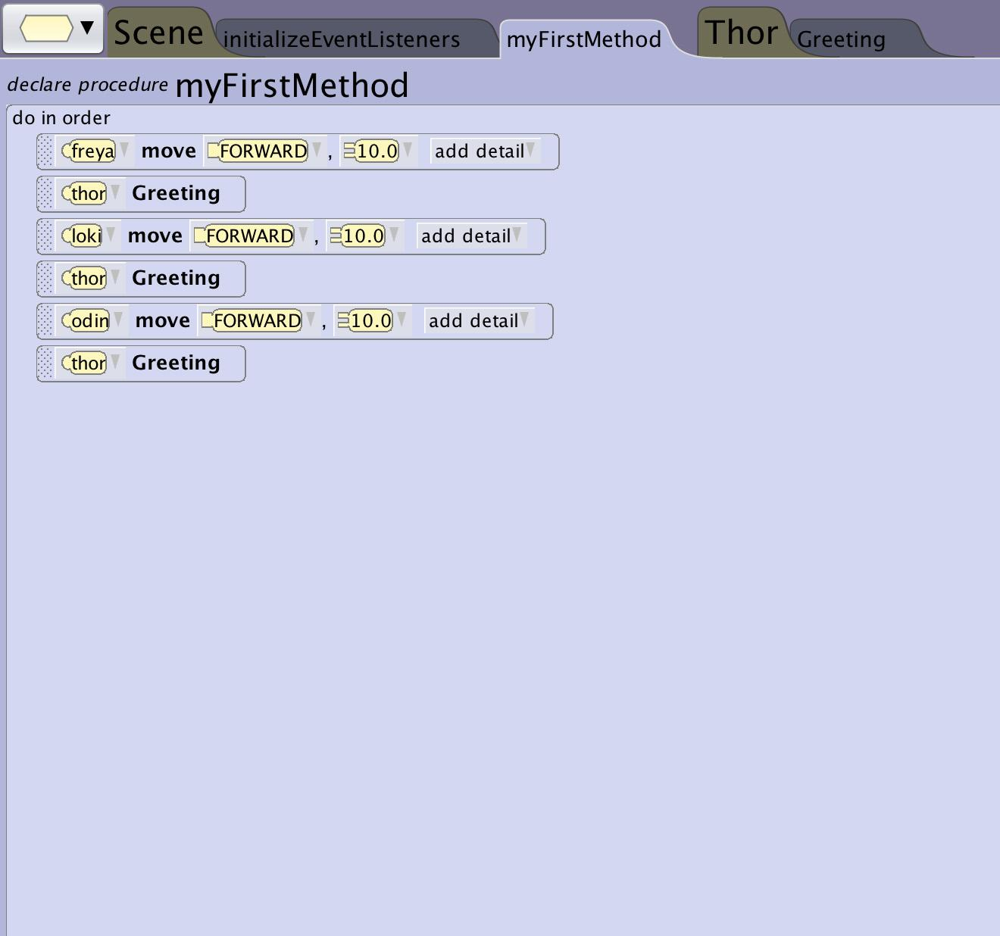 Scene initializeEventListeners myFirstMethod Thor Greeting
declare procedure myFirstMethod
do in order
freya move FORWARD , 10.0 add detail
thor Greeting
loki move FORWARD , 10.0 add detail
thor Greeting
odin move FORWARD , 10.0 add detail
thor Greeting